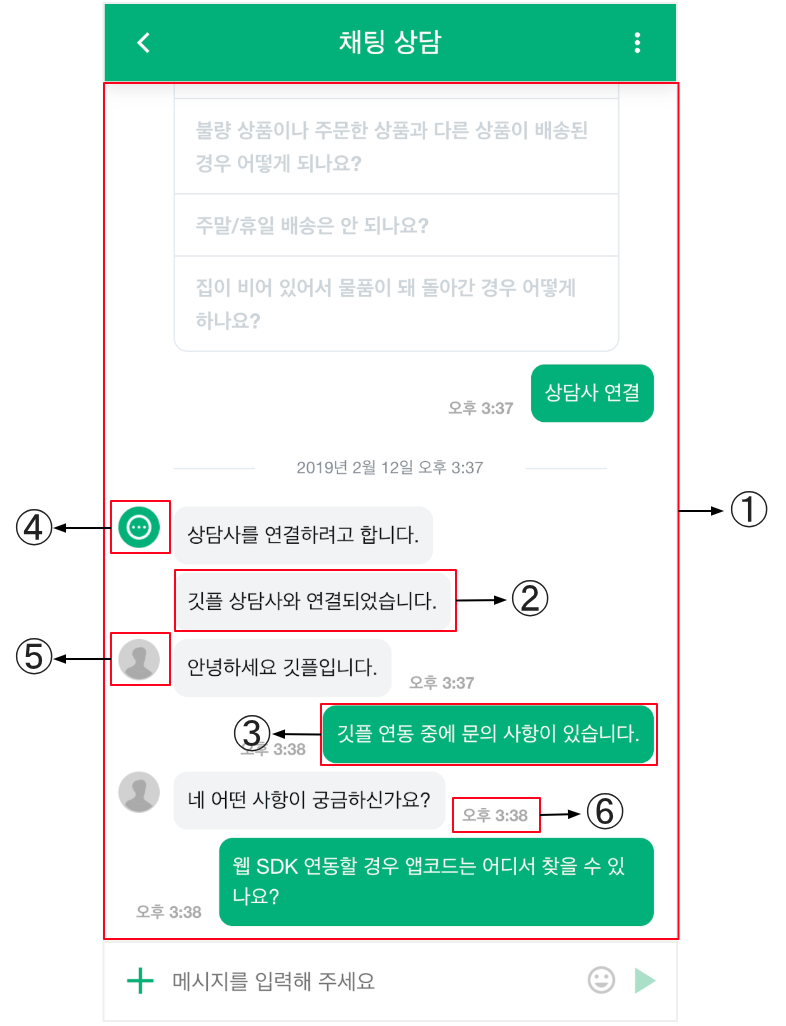 채팅 상담
불량 상품이나 주문한 상품과 다른 상품이 배송된
경우 어떻게 되나요?
주말/휴일 배송은 안 되나요?
집이 비어 있어서 물품이 돼 돌아간 경우 어떻게
하나요?
상담사 연결
오후 3:37
2019년 2월 12일 오후 3:37
①
④
상담사를 연결하려고 합니다.
깃플 상담사와 연결되었습니다.
②
⑤
안녕하세요 깃플입니다.
오후 3:37
③
깃플 연동 중에 문의 사항이 있습니다.
오후 3:38
네 어떤 사항이 궁금하신가요?
오후 3:38
⑥
웹 SDK 연동할 경우 앱코드는 어디서 찾을 수 있
나요?
오후 3:38
메시지를 입력해 주세요